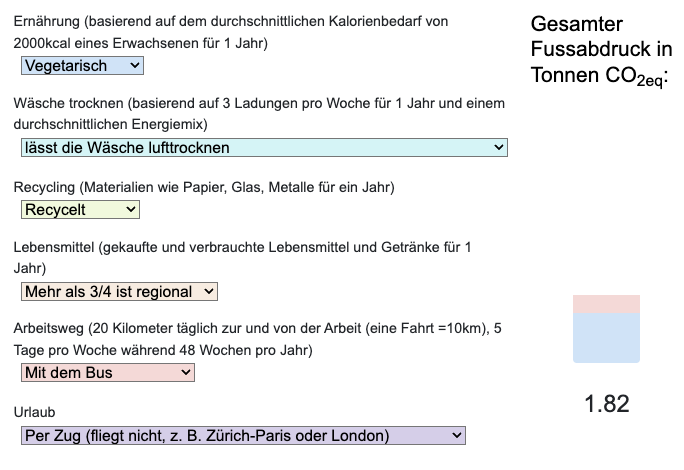 Ernährung (basierend auf dem durchschnittlichen Kalorienbedarf von
2000kcal eines Erwachsenen für 1 Jahr)
Vegetarisch
Wäsche trocknen (basierend auf 3 Ladungen pro Woche für 1 Jahr und einem
durchschnittlichen Energiemix)
lässt die Wäsche lufttrocknen
Recycling (Materialien wie Papier, Glas, Metalle für ein Jahr)
Recycelt
Lebensmittel (gekaufte und verbrauchte Lebensmittel und Getränke für 1
Jahr)
Mehr als 3/4 ist regional
Arbeitsweg (20 Kilometer täglich zur und von der Arbeit (eine Fahrt =10km), 5
Tage pro Woche während 48 Wochen pro Jahr)
Mit dem Bus
Urlaub
Per Zug (fliegt nicht, z. B. Zürich-Paris oder London)
Gesamter
Fussabdruck in
Tonnen CO2eq:
1.82